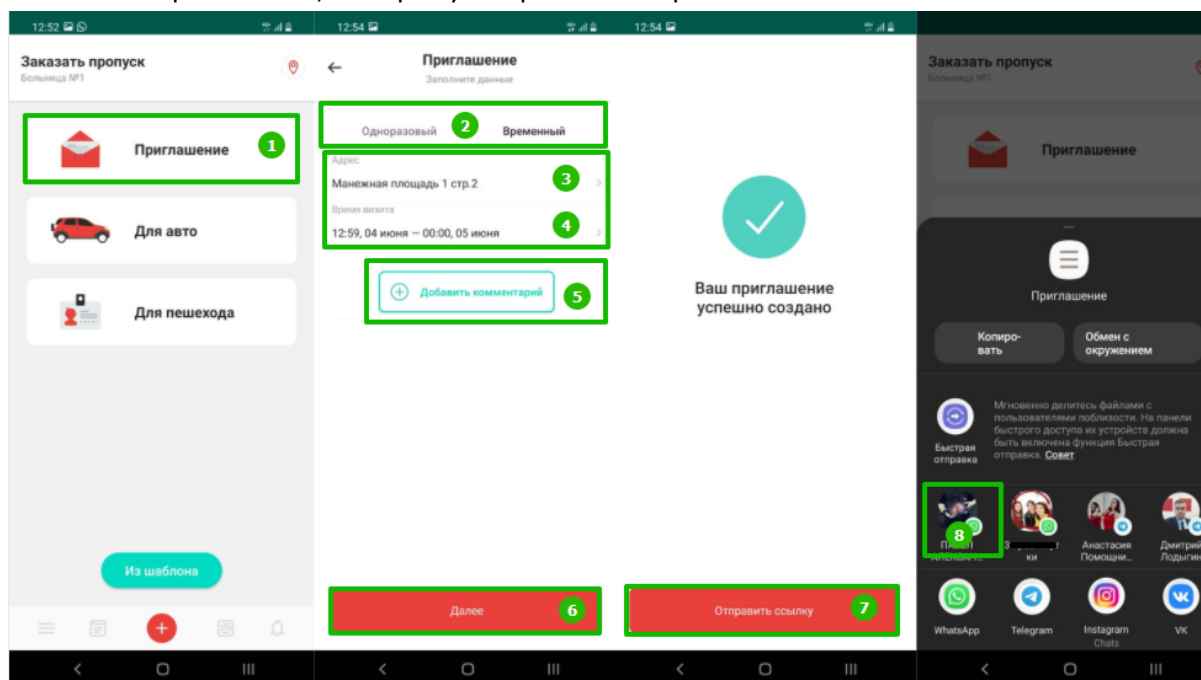 12:52
Заказать пропуск
Больница №1
Приглашение
1
Для авто
Для пешехода
Из шаблона
12:54
Приглашение
Заполните данные
Одноразовый
2
Временный
Адрес
Манежная площадь 1 стр.2
3
Время визита
12:59, 04 июня — 00:00, 05 июня
4
Добавить комментарий
5
Далее
6
12:54
Ваш приглашение
успешно создано
Отправить ссылку
7
Заказать пропуск
Больница №1
Приглашение
Приглашение
Копиро-
вать
Обмен с
окружением
Быстрая
отправка
Мгновенно делитесь файлами с
пользователями поблизости. На панели
быстрого доступа их устройств должна
быть включена функция Быстрая
отправка. Совет
8
ки
Анастасия
Помощни...
Дмитрий
Лодыгин
WhatsApp
Telegram
Instagram
Chats
VK